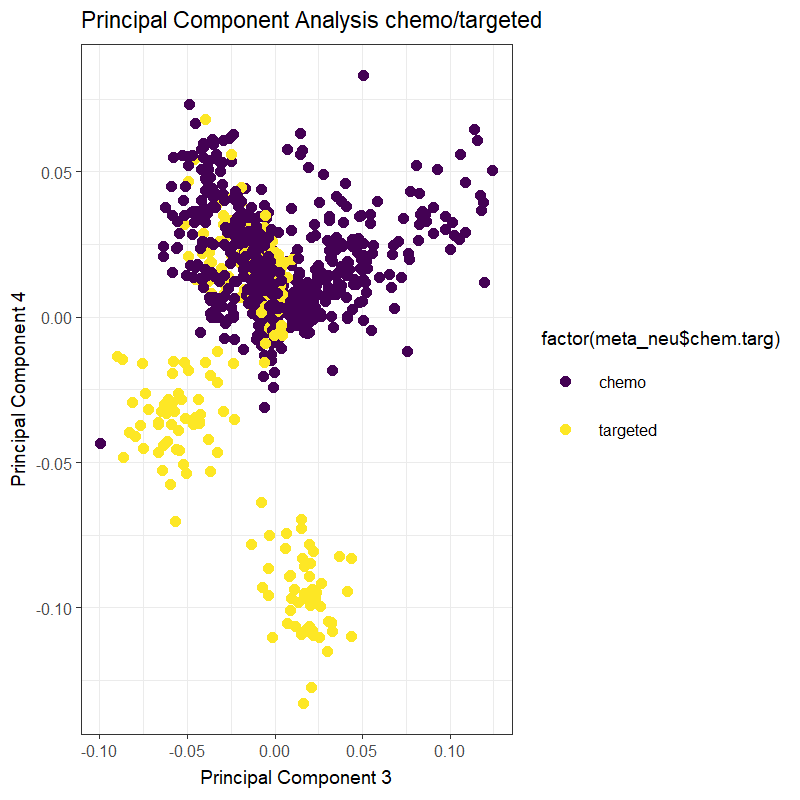 Principal Component Analysis chemo/targeted
Principal Component 4
0.05
0.00
-0.05
-0.10
-0.10
-0.05
0.00
0.05
0.10
Principal Component 3
factor(meta_neu$chem.targ)
chemo
targeted